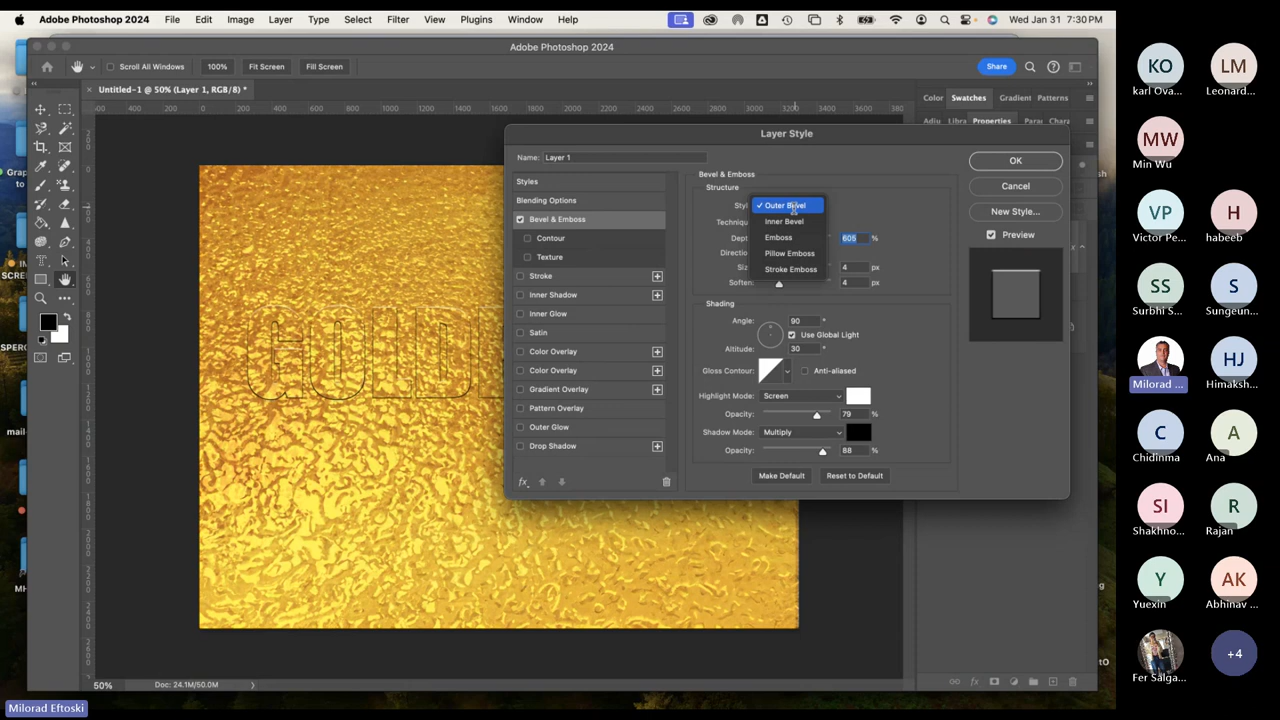 Adobe Photoshop 2024 File Edit Image Layer Type Select Filter View Plugins Window Help Wed Jan 31 7:30 PM
Adobe Photoshop 2024
Scroll All Windows 100% Fit Screen Fill Screen Share
Untitled-1 @ 50% (Layer 1, RGB/8) *
Color Swatches Gradient Patterns
Properties
Layer Style
Name: Layer 1
Styles
Blending Options
Bevel & Emboss
Contour
Texture
Stroke
Inner Shadow
Inner Glow
Satin
Color Overlay
Color Overlay
Gradient Overlay
Pattern Overlay
Outer Glow
Drop Shadow
fx
Bevel & Emboss
Structure
Styl
Outer Bevel
Inner Bevel
Emboss
Pillow Emboss
Stroke Emboss
Techniqu
Dept 605 %
Directio
Siz 4 px
Soften 4 px
Shading
Angle: 90 °
Use Global Light
Altitude: 30 °
Gloss Contour: Anti-aliased
Highlight Mode: Screen
Opacity: 79 %
Shadow Mode: Multiply
Opacity: 88 %
Make Default Reset to Default
OK
Cancel
New Style...
Preview
GOLD
50% Doc: 24.1M/50.0M
KO LM
karl Ova... Leonard...
MW
Min Wu
VP H
Victor Pe... habeeb
SS S
Surbhi S... Sungeun...
HJ
Milorad ... Himaksh...
C A
Chidinma Ana
SI R
Shakhno... Rajan
Y AK
Yuexin Abhinav ...
+4
Fer Salga...
Milorad Eftoski